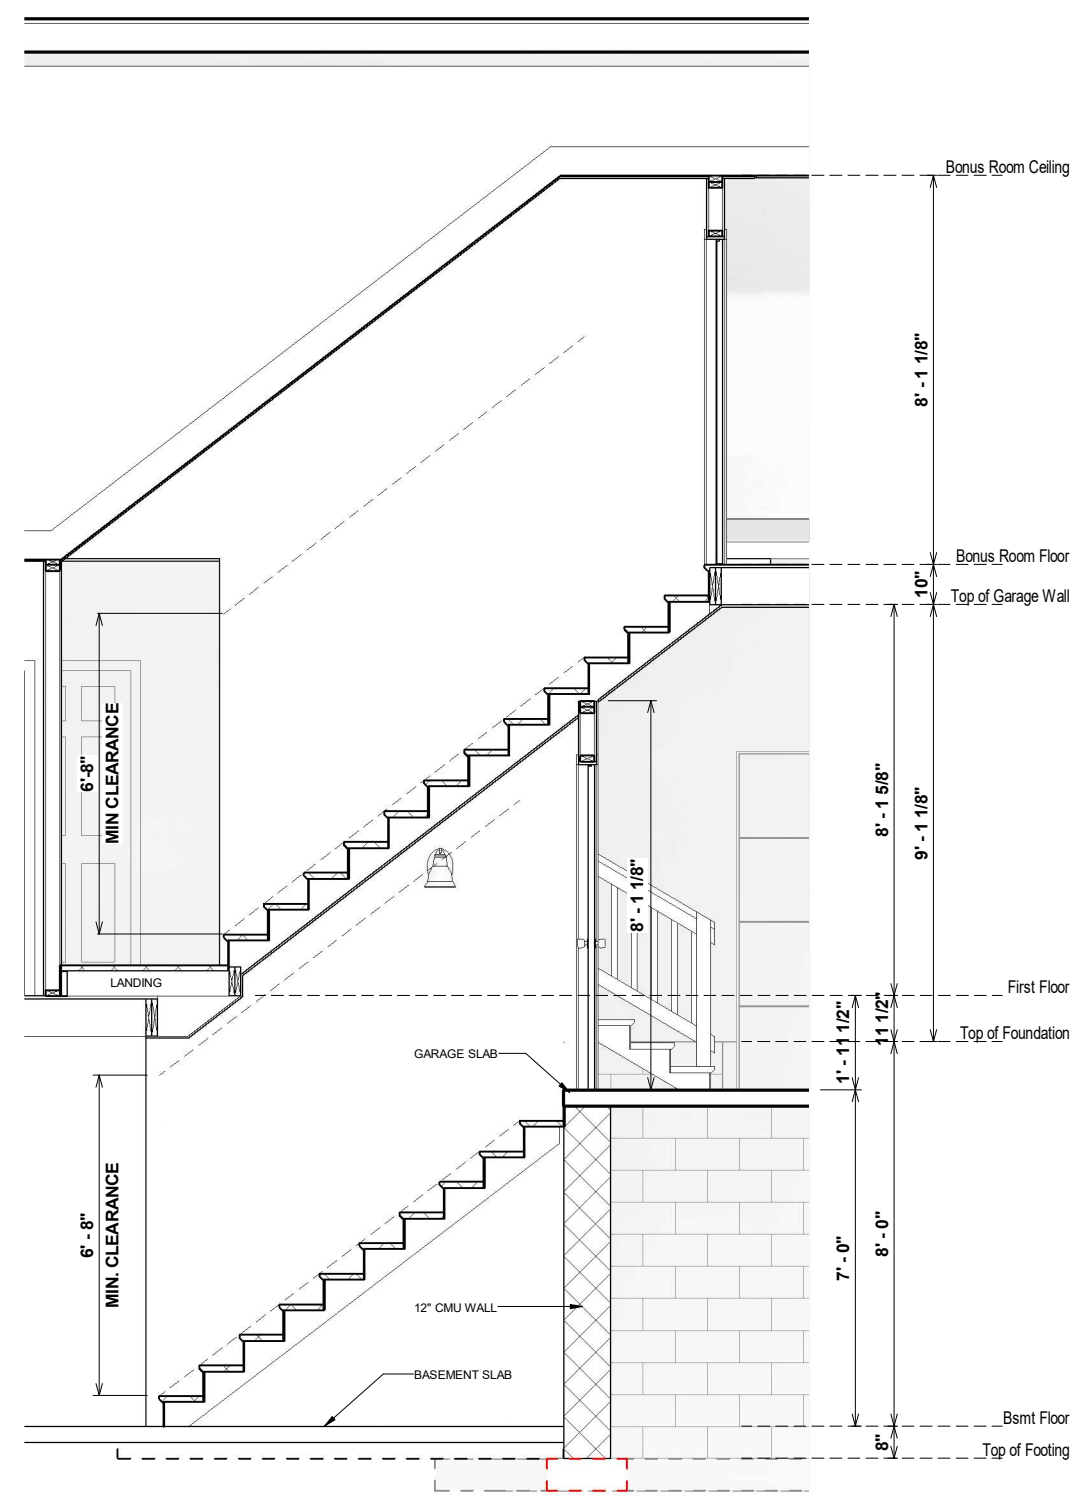 Bonus Room Ceiling
8' - 1 1/8"
Bonus Room Floor
10"
Top of Garage Wall
6'-8"
MIN CLEARANCE
8' - 1 5/8"
9' - 1 1/8"
8' - 1 1/8"
LANDING
First Floor
1' - 11 1/2"
11 1/2"
Top of Foundation
GARAGE SLAB
6' - 8"
MIN. CLEARANCE
7' - 0"
8' - 0"
12" CMU WALL
BASEMENT SLAB
Bsmt Floor
8"
Top of Footing